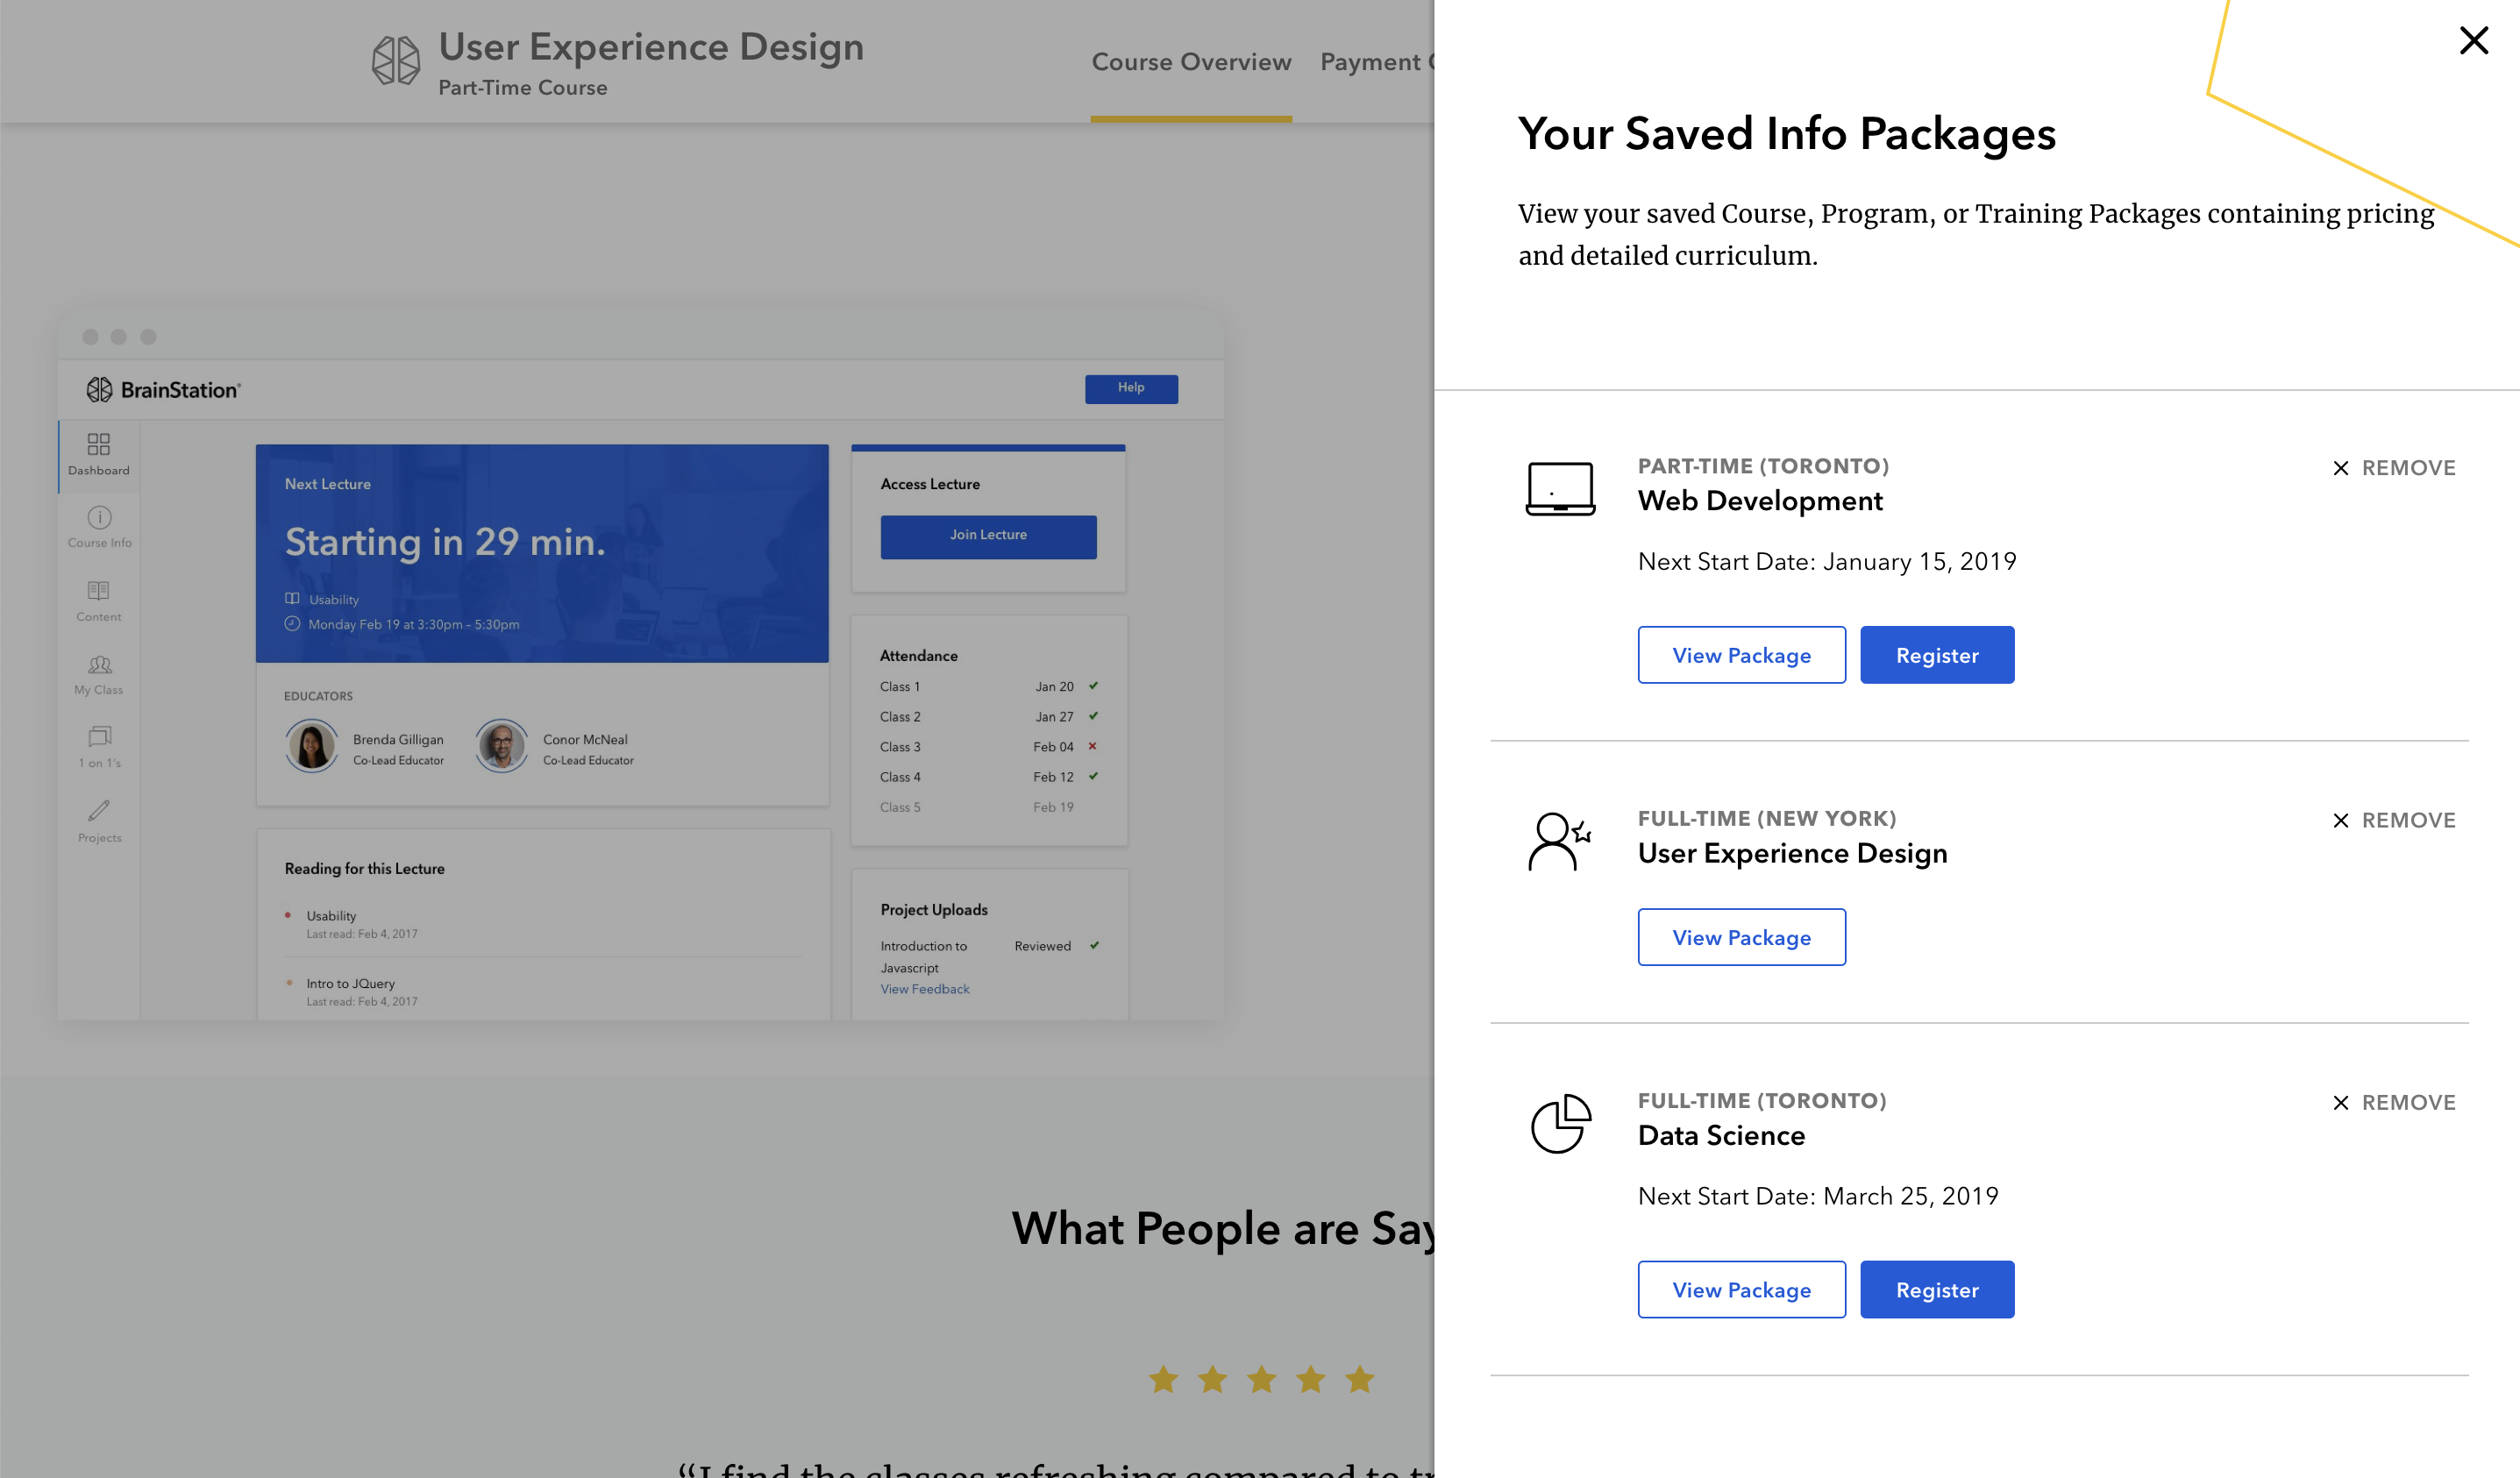 User Experience Design
Part-Time Course
Course Overview
Payment
BrainStation
Help
Dashboard
Course Info
Content
My Class
1 on 1's
Projects
Next Lecture
Starting in 29 min.
Usability
Monday Feb 19 at 3:30pm – 5:30pm
EDUCATORS
Brenda Gilligan
Co-Lead Educator
Conor McNeal
Co-Lead Educator
Reading for this Lecture
Usability
Last read: Feb 4, 2017
Intro to JQuery
Last read: Feb 4, 2017
Access Lecture
Join Lecture
Attendance
Class 1 Jan 20
Class 2 Jan 27
Class 3 Feb 04
Class 4 Feb 12
Class 5 Feb 19
Project Uploads
Introduction to Reviewed
Javascript
View Feedback
What People are Say
“I find the classes refreshing compared to tr
Your Saved Info Packages
View your saved Course, Program, or Training Packages containing pricing
and detailed curriculum.
PART-TIME (TORONTO)
REMOVE
Web Development
Next Start Date: January 15, 2019
View Package
Register
FULL-TIME (NEW YORK)
REMOVE
User Experience Design
View Package
FULL-TIME (TORONTO)
REMOVE
Data Science
Next Start Date: March 25, 2019
View Package
Register